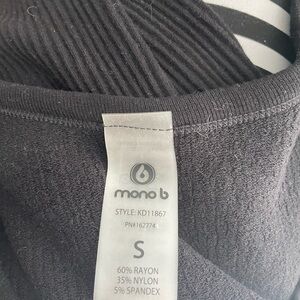 mono b
STYLE: KD11867
PN#162774
S
60% RAYON
35% NYLON
5% SPANDEX